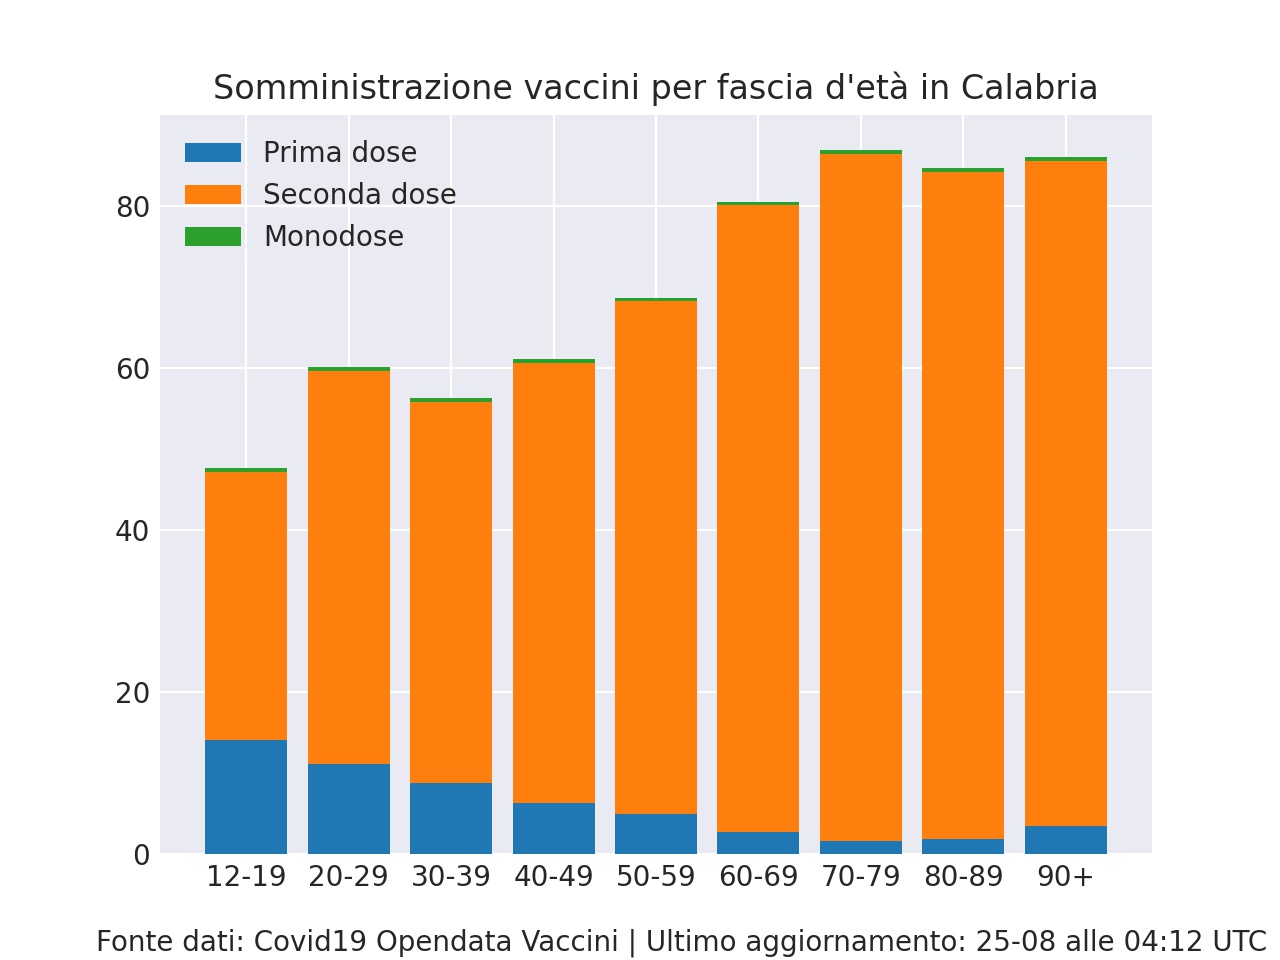 Somministrazione vaccini per fascia d'età in Calabria
Prima dose
Seconda dose
Monodose
80
60
40
20
0
12-19 20-29 30-39 40-49 50-59 60-69 70-79 80-89 90+
Fonte dati: Covid19 Opendata Vaccini | Ultimo aggiornamento: 25-08 alle 04:12 UTC